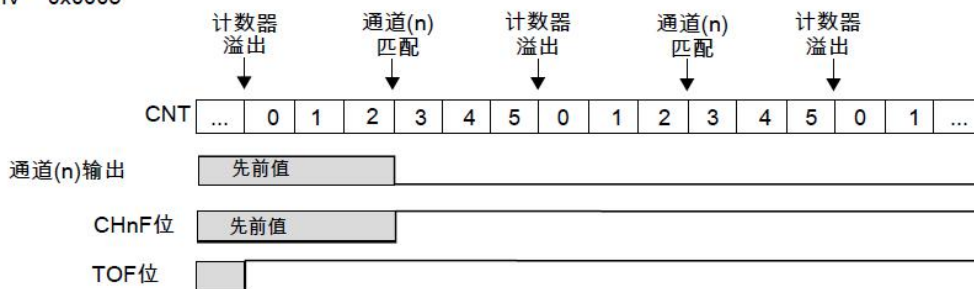 计数器
溢出
通道(n)
匹配
计数器
溢出
通道(n)
匹配
计数器
溢出
CNT ... 0 1 2 3 4 5 0 1 2 3 4 5 0 1 ...
通道(n)输出 先前值
CHnF位 先前值
TOF位